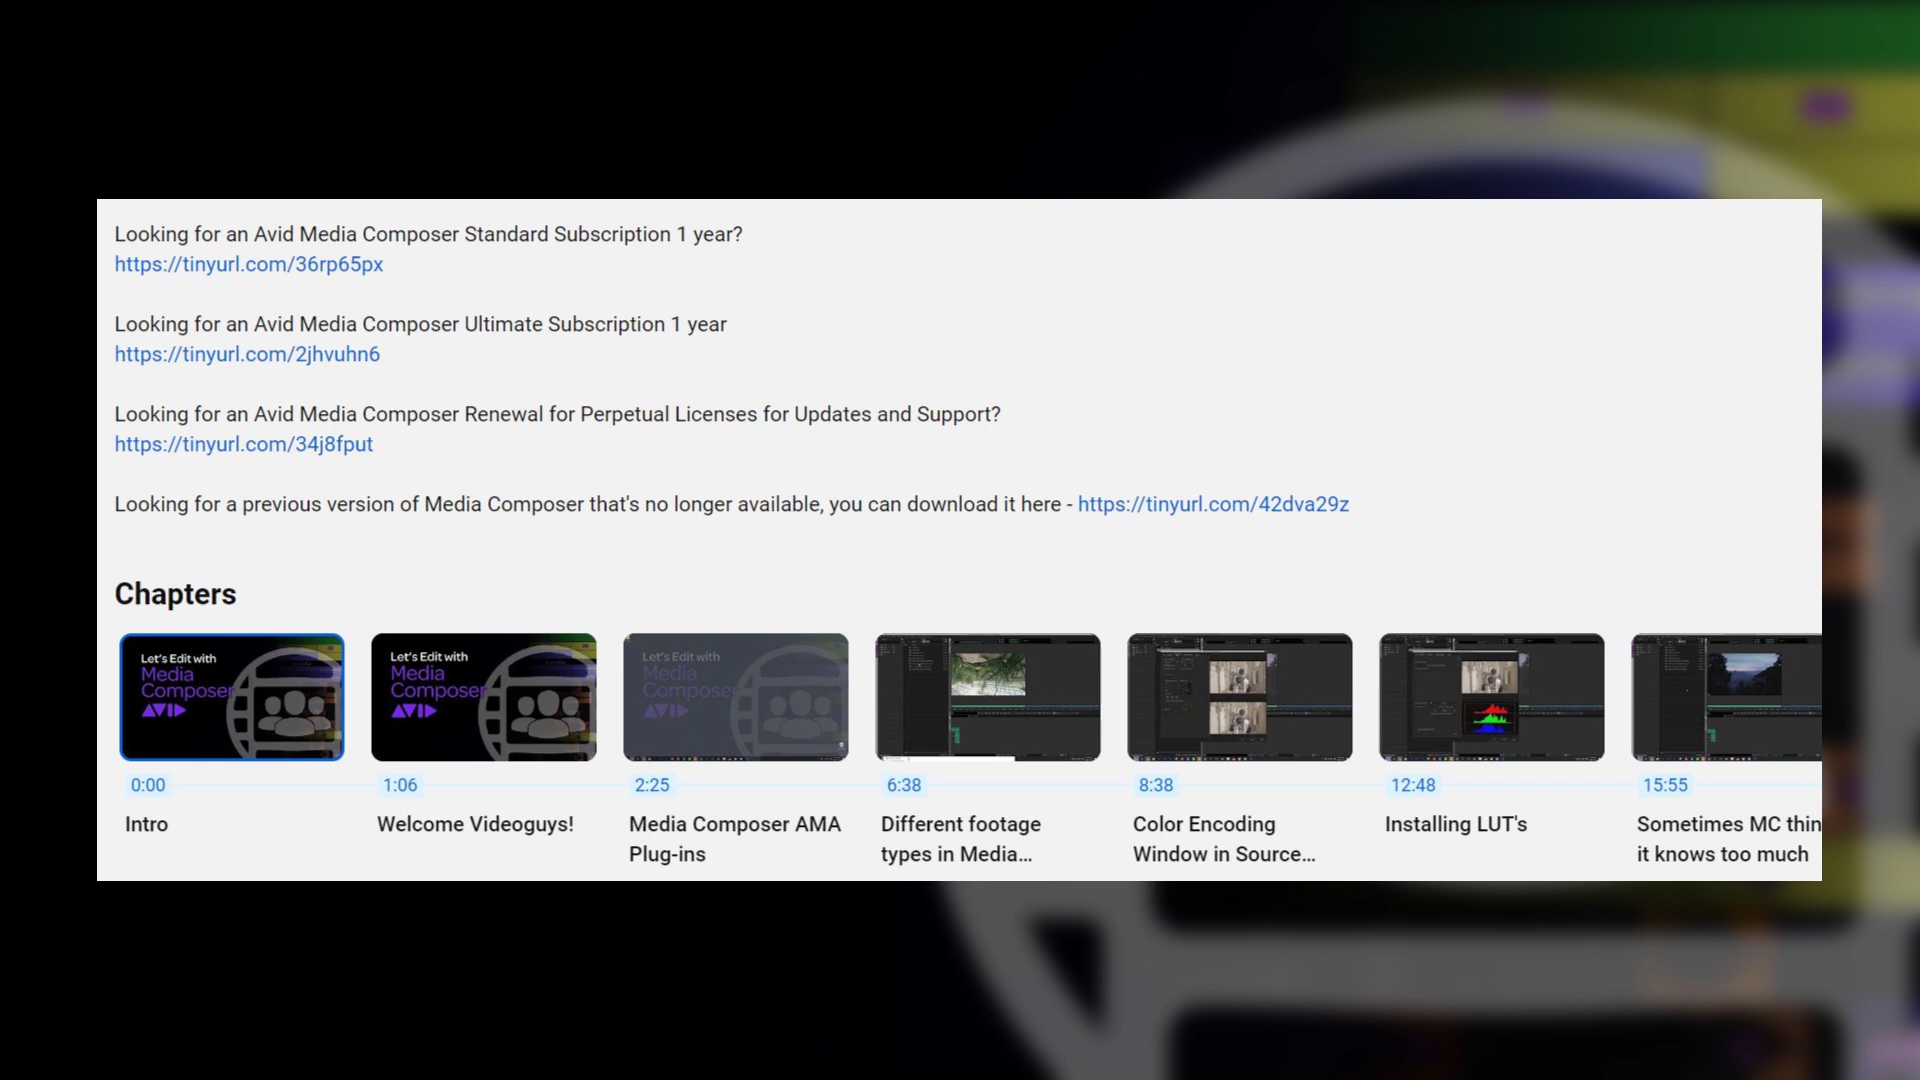 Looking for an Avid Media Composer Standard Subscription 1 year?
https://tinyurl.com/36rp65px
Looking for an Avid Media Composer Ultimate Subscription 1 year
https://tinyurl.com/2jhvuhn6
Looking for an Avid Media Composer Renewal for Perpetual Licenses for Updates and Support?
https://tinyurl.com/34j8fput
Looking for a previous version of Media Composer that's no longer available, you can download it here - https://tinyurl.com/42dva29z
Chapters
Let's Edit with
Media
Composer
AVID
Let's Edit with
Media
Composer
AVID
Let's Edit with
Media
Composer
AVID
0:00
Intro
1:06
Welcome Videoguys!
2:25
Media Composer AMA
Plug-ins
6:38
Different footage
types in Media...
8:38
Color Encoding
Window in Source...
12:48
Installing LUT's
15:55
Sometimes MC thin
it knows too much